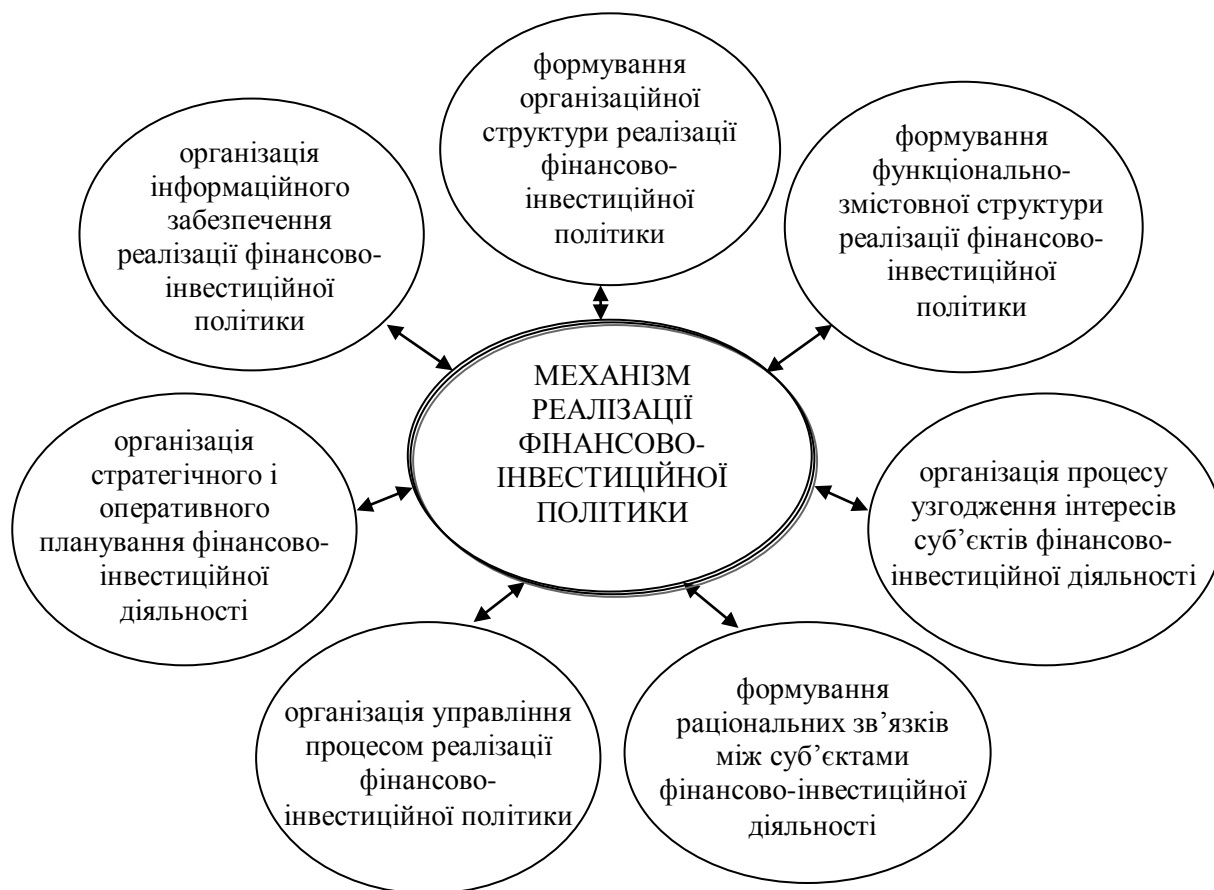 формування
організаційної
структури реалізації
фінансово-
інвестиційної
політики
організація
інформаційного
забезпечення
реалізації фінансово-
інвестиційної
політики
формування
функціонально-
змістовної структури
реалізації фінансово-
інвестиційної
політики
МЕХАНІЗМ
РЕАЛІЗАЦІЇ
ФІНАНСОВО-
ІНВЕСТИЦІЙНОЇ
ПОЛІТИКИ
організація
стратегічного і
оперативного
планування фінансово-
інвестиційної
діяльності
організація процесу
узгодження інтересів
суб’єктів фінансово-
інвестиційної діяльності
організація управління
процесом реалізації
фінансово-
інвестиційної політики
формування
раціональних зв’язків
між суб’єктами
фінансово-інвестиційної
діяльності